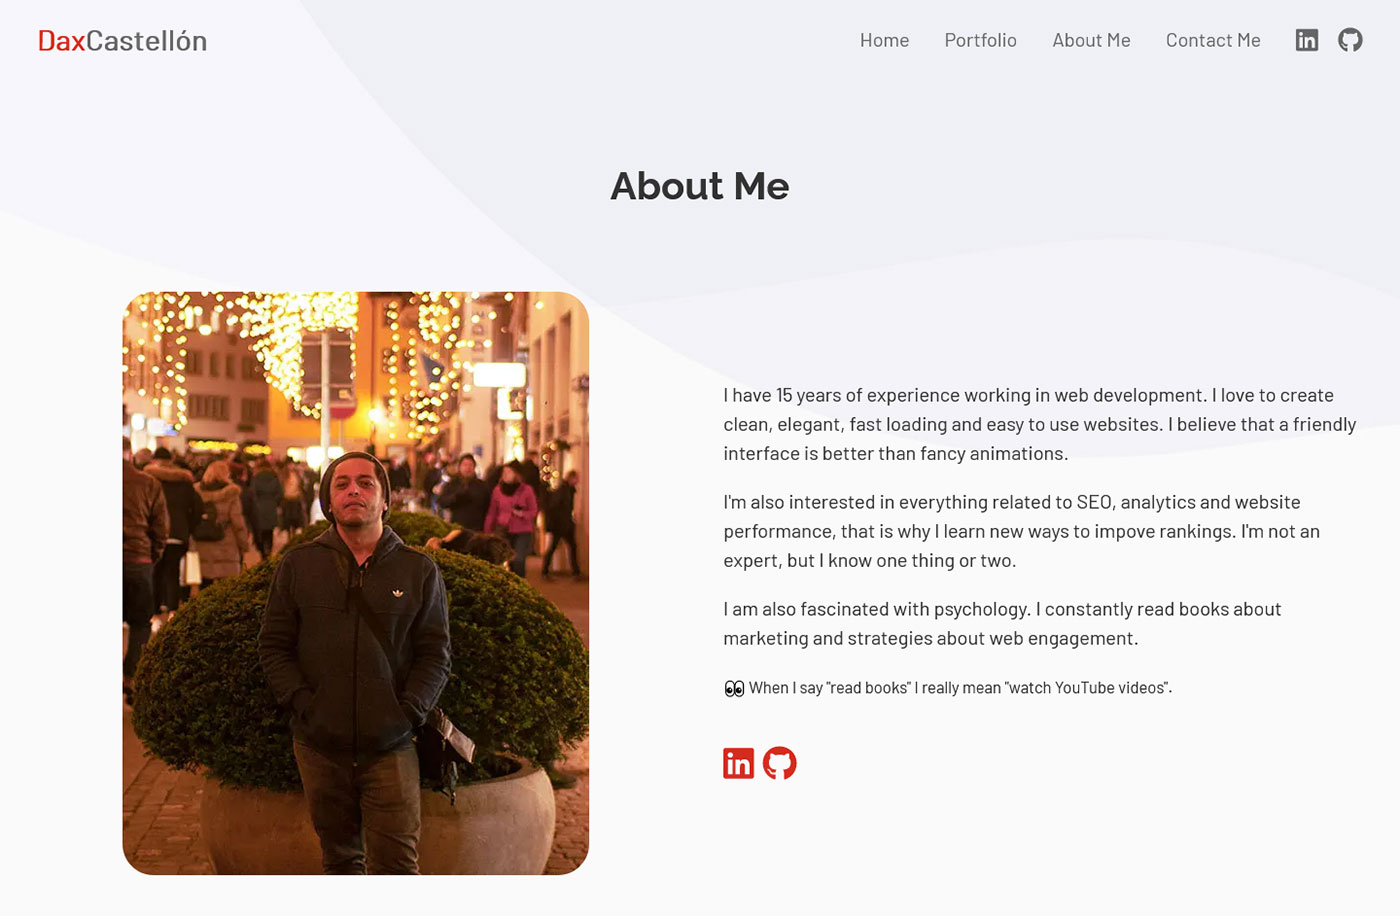 DaxCastellón
Home Portfolio About Me Contact Me
About Me
I have 15 years of experience working in web development. I love to create
clean, elegant, fast loading and easy to use websites. I believe that a friendly
interface is better than fancy animations.
I'm also interested in everything related to SEO, analytics and website
performance, that is why I learn new ways to impove rankings. I'm not an
expert, but I know one thing or two.
I am also fascinated with psychology. I constantly read books about
marketing and strategies about web engagement.
👀 When I say "read books" I really mean "watch YouTube videos".